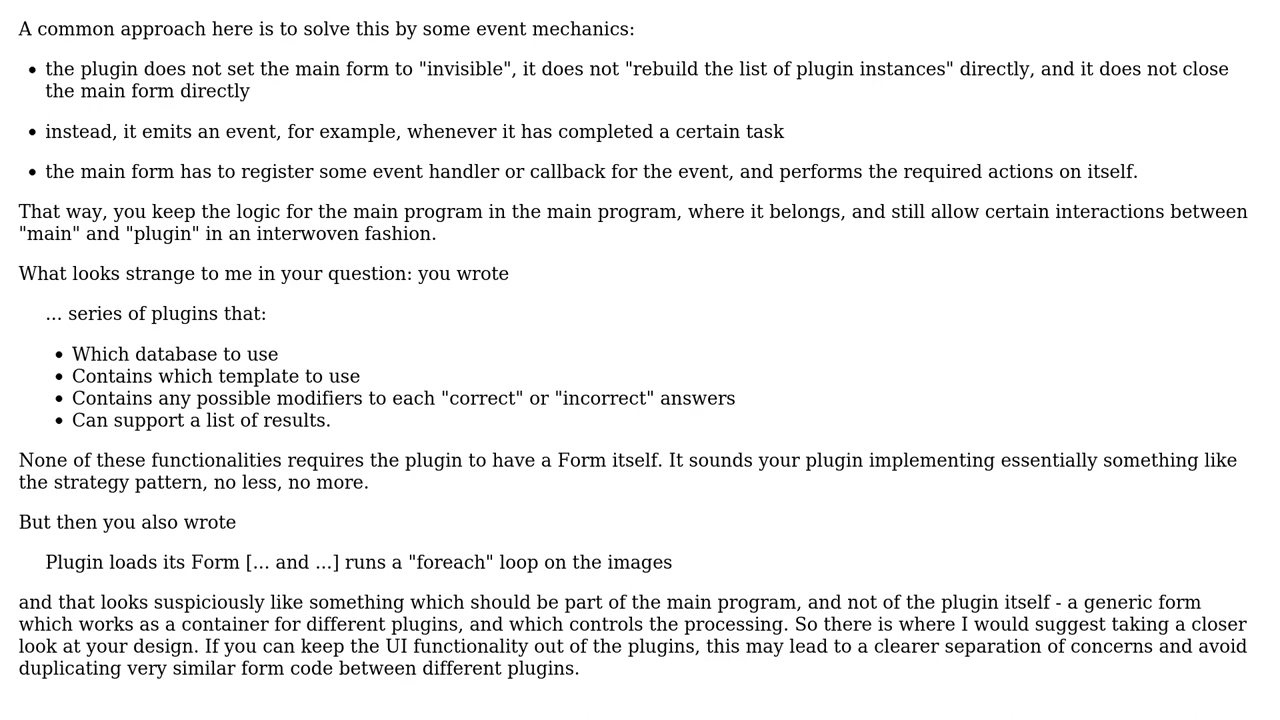 A common approach here is to solve this by some event mechanics:
• the plugin does not set the main form to "invisible", it does not "rebuild the list of plugin instances" directly, and it does not close
the main form directly
• instead, it emits an event, for example, whenever it has completed a certain task
• the main form has to register some event handler or callback for the event, and performs the required actions on itself.
That way, you keep the logic for the main program in the main program, where it belongs, and still allow certain interactions between
"main" and "plugin" in an interwoven fashion.
What looks strange to me in your question: you wrote
... series of plugins that:
• Which database to use
• Contains which template to use
• Contains any possible modifiers to each "correct" or "incorrect" answers
• Can support a list of results.
None of these functionalities requires the plugin to have a Form itself. It sounds your plugin implementing essentially something like
the strategy pattern, no less, no more.
But then you also wrote
Plugin loads its Form [... and ...] runs a "foreach" loop on the images
and that looks suspiciously like something which should be part of the main program, and not of the plugin itself - a generic form
which works as a container for different plugins, and which controls the processing. So there is where I would suggest taking a closer
look at your design. If you can keep the UI functionality out of the plugins, this may lead to a clearer separation of concerns and avoid
duplicating very similar form code between different plugins.